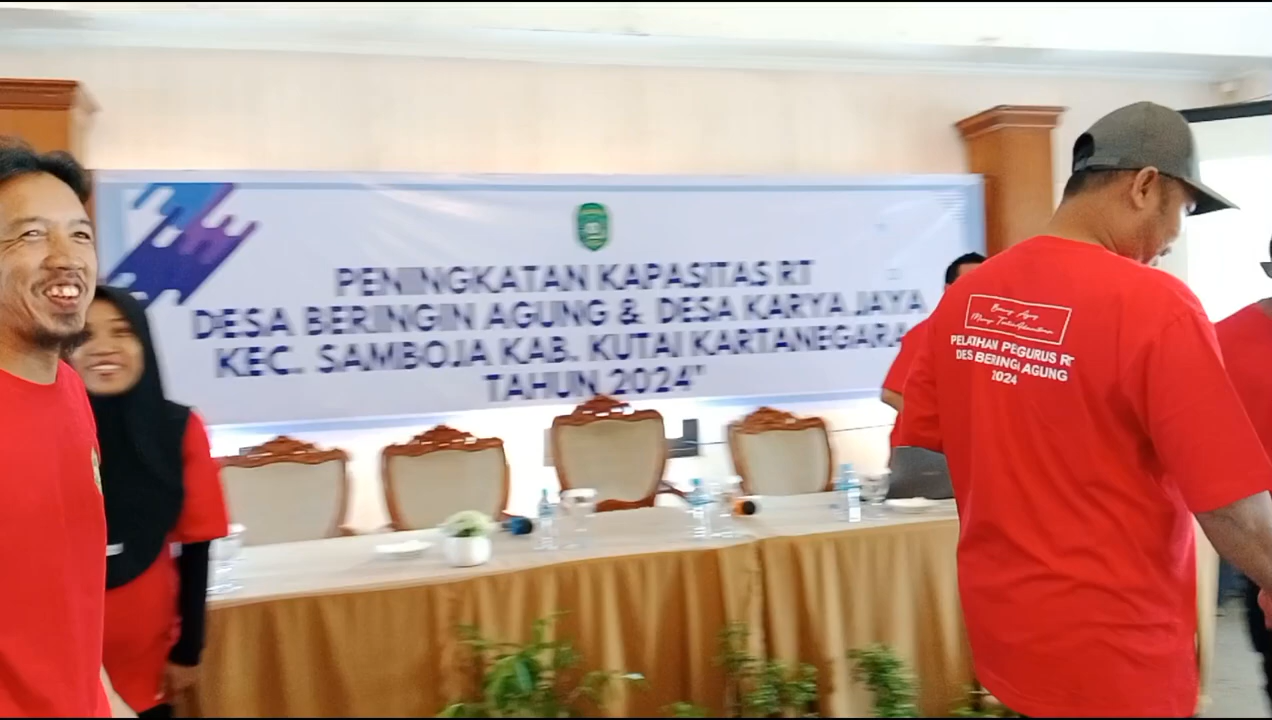 PENINGKATAN KAPASITAS RT
DESA BERINGIN AGUNG & DESA KARYA JAYA
KEC. SAMBOJA KAB. KUTAI KARTANEGARA
TAHUN 2024"
PELATIHAN PEGURUS RT
DES BERINGI AGUNG
2024